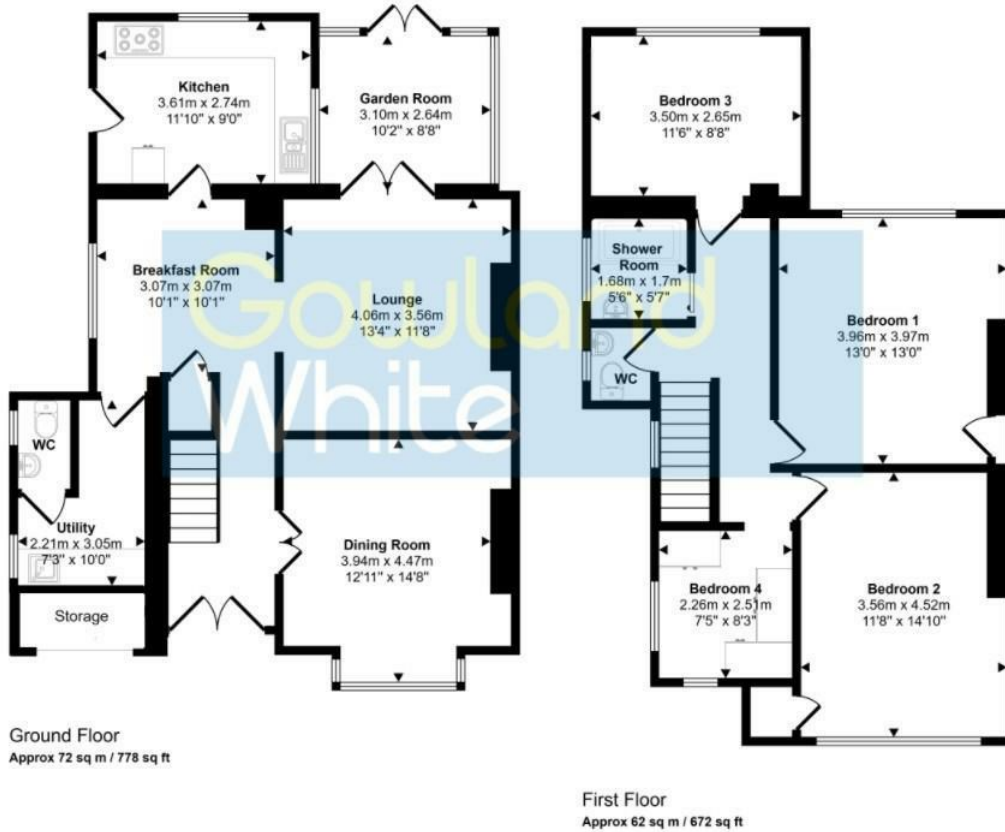 Kitchen
3.61m x 2.74m
11'10" x 9'0"
Garden Room
3.10m x 2.64m
10'2" x 8'8"
Breakfast Room
3.07m x 3.07m
10'1" x 10'1"
Lounge
4.06m x 3.56m
13'4" x 11'8"
Gowland
White
WC
Utility
2.21m x 3.05m
7'3" x 10'0"
Storage
Dining Room
3.94m x 4.47m
12'11" x 14'8"
Ground Floor
Approx 72 sq m / 778 sq ft
Bedroom 3
3.50m x 2.65m
11'6" x 8'8"
Shower
Room
1.68m x 1.7m
5'6" x 5'7"
WC
Bedroom 1
3.96m x 3.97m
13'0" x 13'0"
Bedroom 4
2.26m x 2.51m
7'5" x 8'3"
Bedroom 2
3.56m x 4.52m
11'8" x 14'10"
First Floor
Approx 62 sq m / 672 sq ft